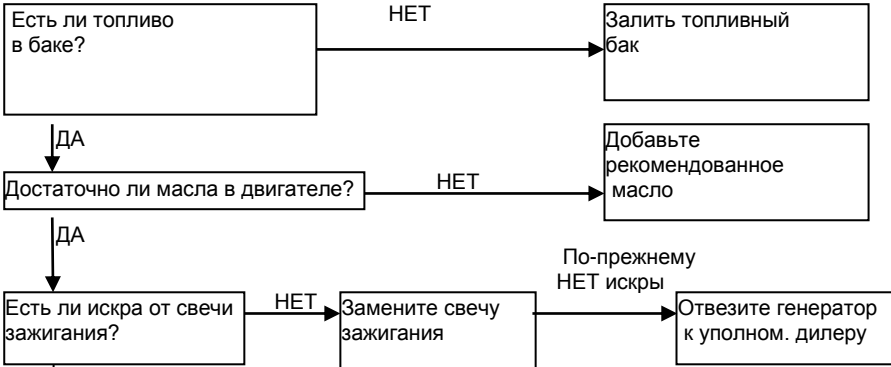 Есть ли топливо
в баке?
НЕТ
Залить топливный
бак
ДА
Достаточно ли масла в двигателе?
НЕТ
Добавьте
рекомендованное
масло
ДА
Есть ли искра от свечи
зажигания?
НЕТ
Замените свечу
зажигания
По-прежнему
НЕТ искры
Отвезите генератор
к уполном. дилеру